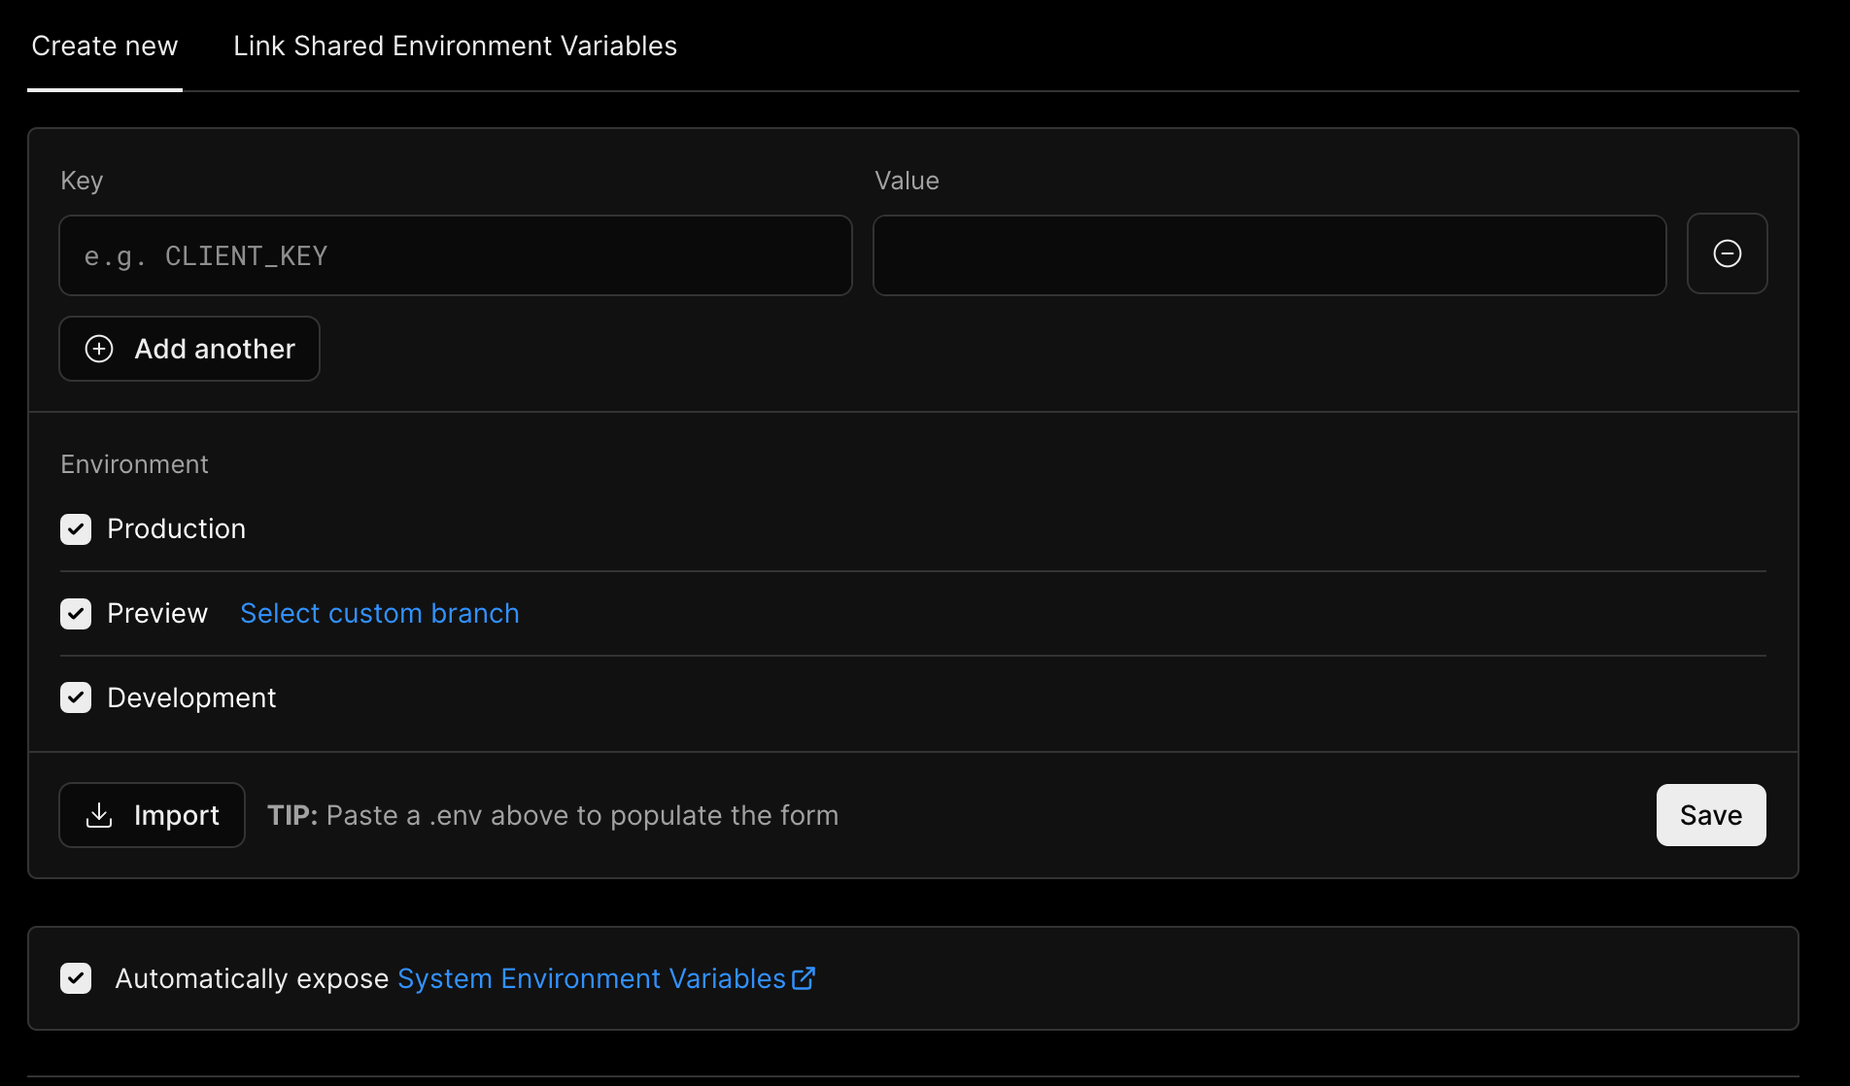 Create new Link Shared Environment Variables
Key Value
e.g. CLIENT_KEY
Add another
Environment
Production
Preview Select custom branch
Development
Import TIP: Paste a .env above to populate the form Save
Automatically expose System Environment Variables